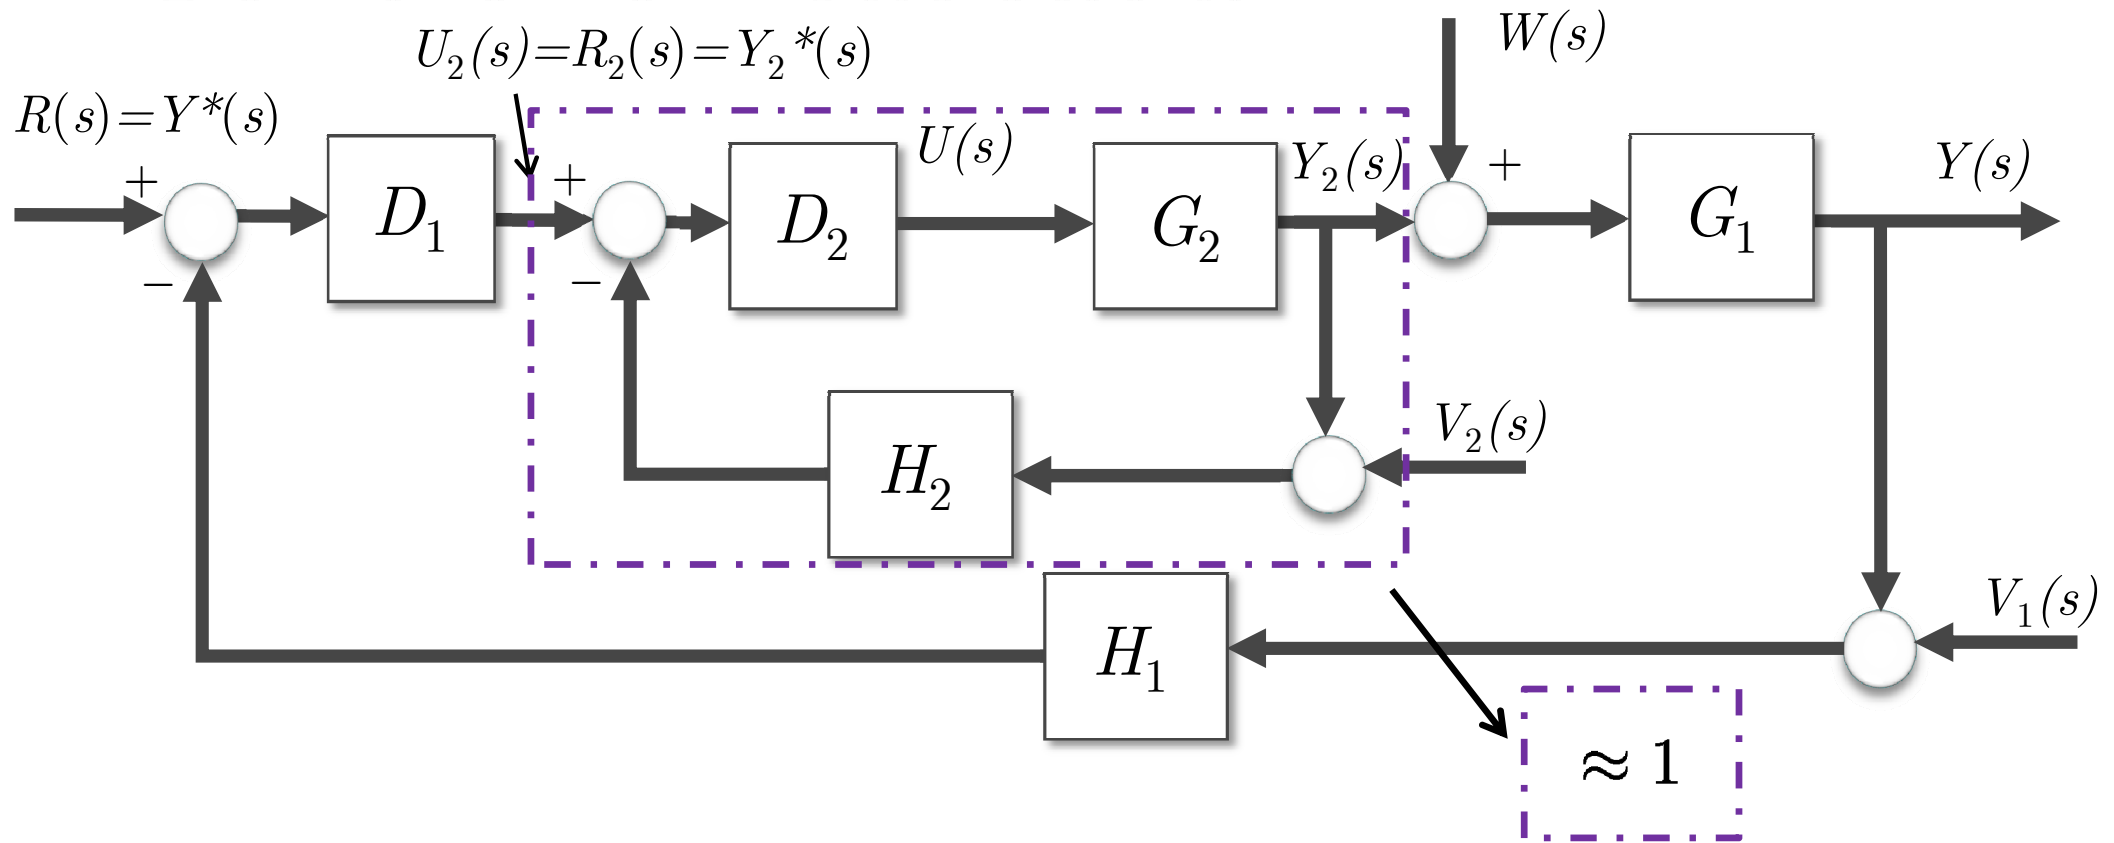 U₂(s)=R₂(s)=Y₂*(s)
W(s)
R(s)=Y*(s)
+
D₁
+
D₂
U(s)
G₂
Y₂(s)
+
G₁
Y(s)
−
−
H₂
V₂(s)
H₁
V₁(s)
≈ 1